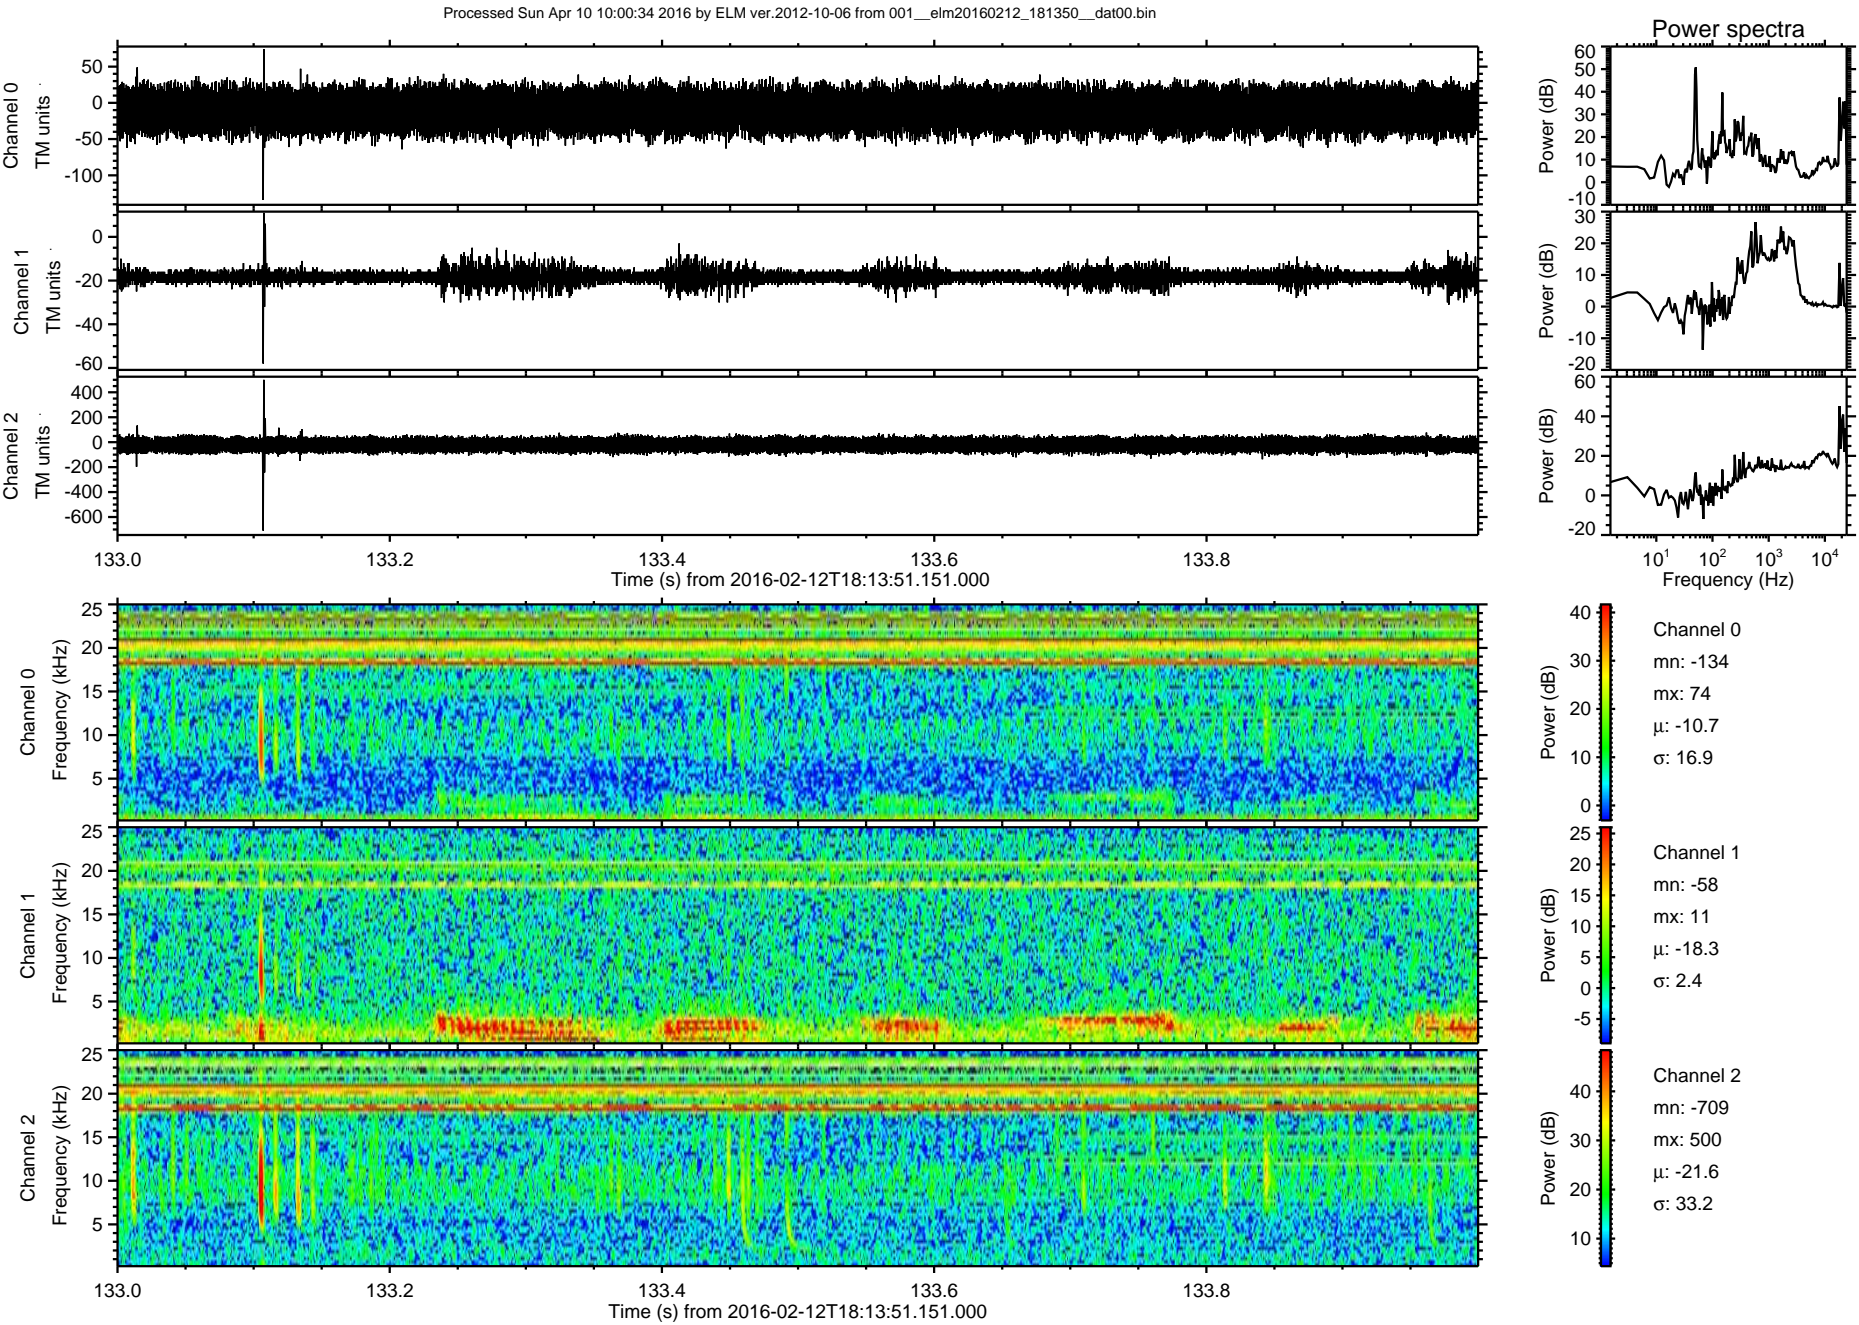 Processed Sun Apr 10 10:00:34 2016 by ELM ver.2012-10-06 from 001__elm20160212_181350__dat00.bin
Power spectra
Channel 0
TM units
50
0
-50
-100
Power (dB)
60
50
40
30
20
10
0
-10
Channel 1
TM units
0
-20
-40
-60
Power (dB)
30
20
10
0
-10
-20
Channel 2
TM units
400
200
0
-200
-400
-600
Power (dB)
60
40
20
0
-20
133.0 133.2 133.4 133.6 133.8
Time (s) from 2016-02-12T18:13:51.151.000
10¹ 10² 10³ 10⁴
Frequency (Hz)
Channel 0
Frequency (kHz)
25
20
15
10
5
Power (dB)
40
30
20
10
0
Channel 0
mn: -134
mx: 74
μ: -10.7
σ: 16.9
Channel 1
Frequency (kHz)
25
20
15
10
5
Power (dB)
25
20
15
10
5
0
-5
Channel 1
mn: -58
mx: 11
μ: -18.3
σ: 2.4
Channel 2
Frequency (kHz)
25
20
15
10
5
Power (dB)
40
30
20
10
Channel 2
mn: -709
mx: 500
μ: -21.6
σ: 33.2
133.0 133.2 133.4 133.6 133.8
Time (s) from 2016-02-12T18:13:51.151.000